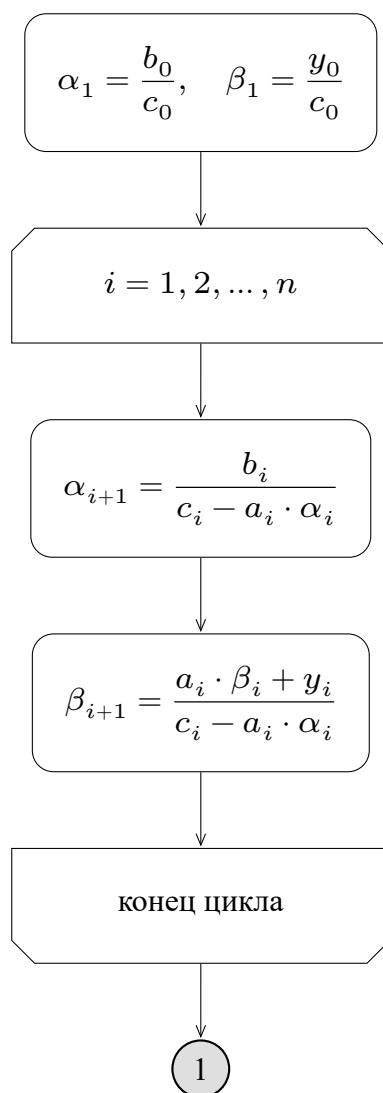 α₁ = b₀/c₀, β₁ = y₀/c₀
i = 1, 2, ... , n
αᵢ₊₁ = bᵢ/(cᵢ − aᵢ · αᵢ)
βᵢ₊₁ = (aᵢ · βᵢ + yᵢ)/(cᵢ − aᵢ · αᵢ)
конец цикла
1